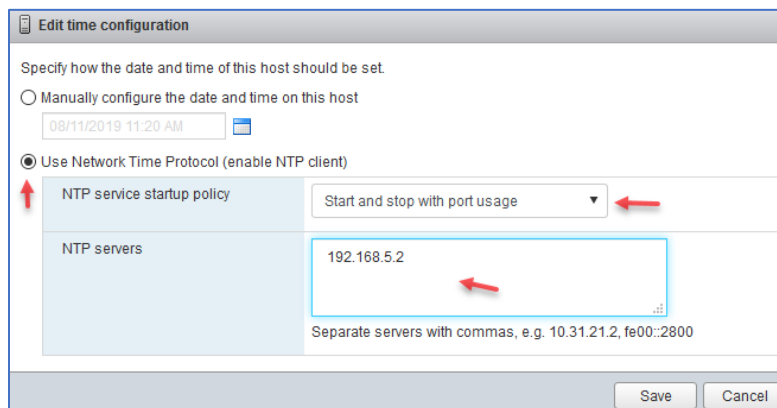 Edit time configuration
Specify how the date and time of this host should be set.
Manually configure the date and time on this host
08/11/2019 11:20 AM
Use Network Time Protocol (enable NTP client)
NTP service startup policy
Start and stop with port usage
NTP servers
192.168.5.2
Separate servers with commas, e.g. 10.31.21.2, fe00::2800
Save
Cancel